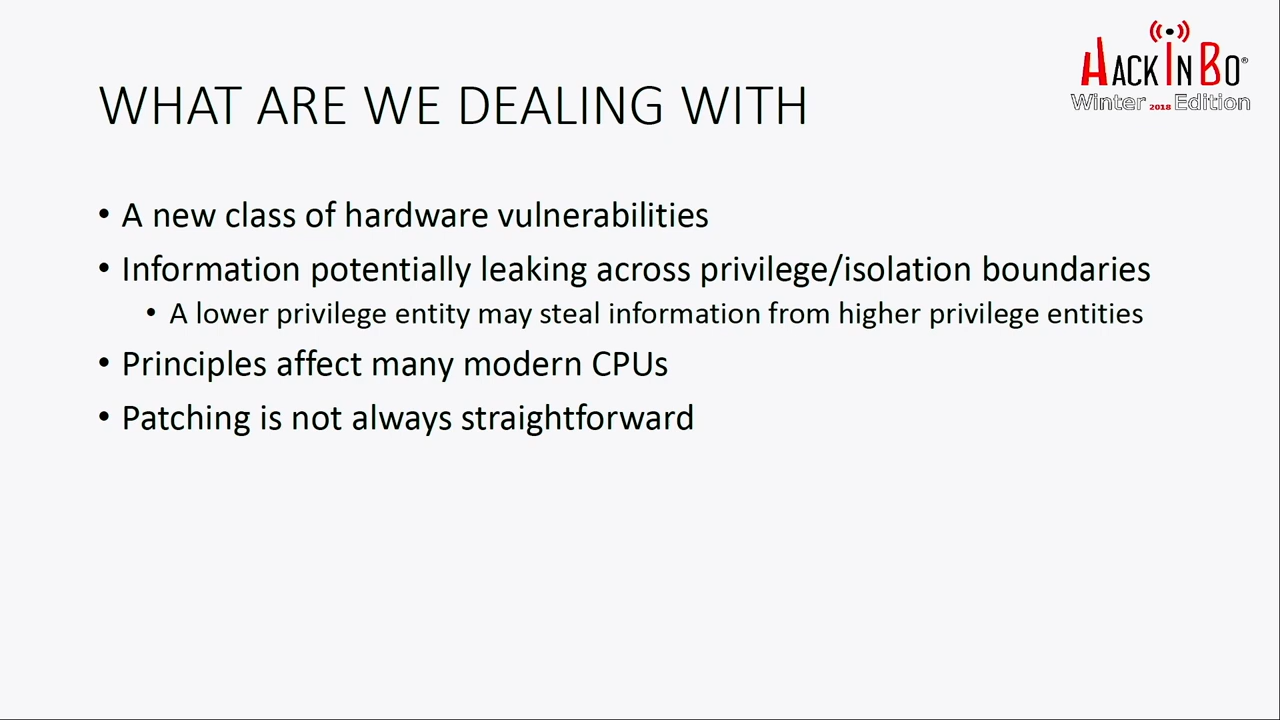 HACKINBO®
Winter 2018 Edition
WHAT ARE WE DEALING WITH
• A new class of hardware vulnerabilities
• Information potentially leaking across privilege/isolation boundaries
• A lower privilege entity may steal information from higher privilege entities
• Principles affect many modern CPUs
• Patching is not always straightforward